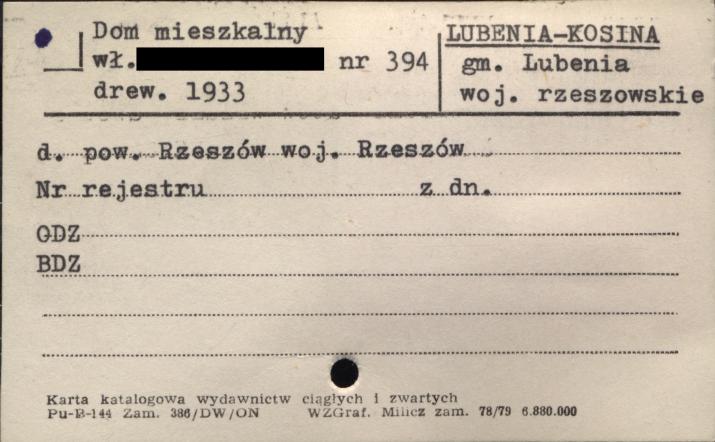 Dom mieszkalny
wł. nr 394
drew. 1933
LUBENIA-KOSINA
gm. Lubenia
woj. rzeszowskie
d. pow. Rzeszów woj. Rzeszów
Nr rejestru z dn.
ODZ
BDZ
Karta katalogowa wydawnictw ciągłych i zwartych
Pu-B-144 Zam. 386/DW/ON WZGraf. Milicz zam. 78/79 6.880.000